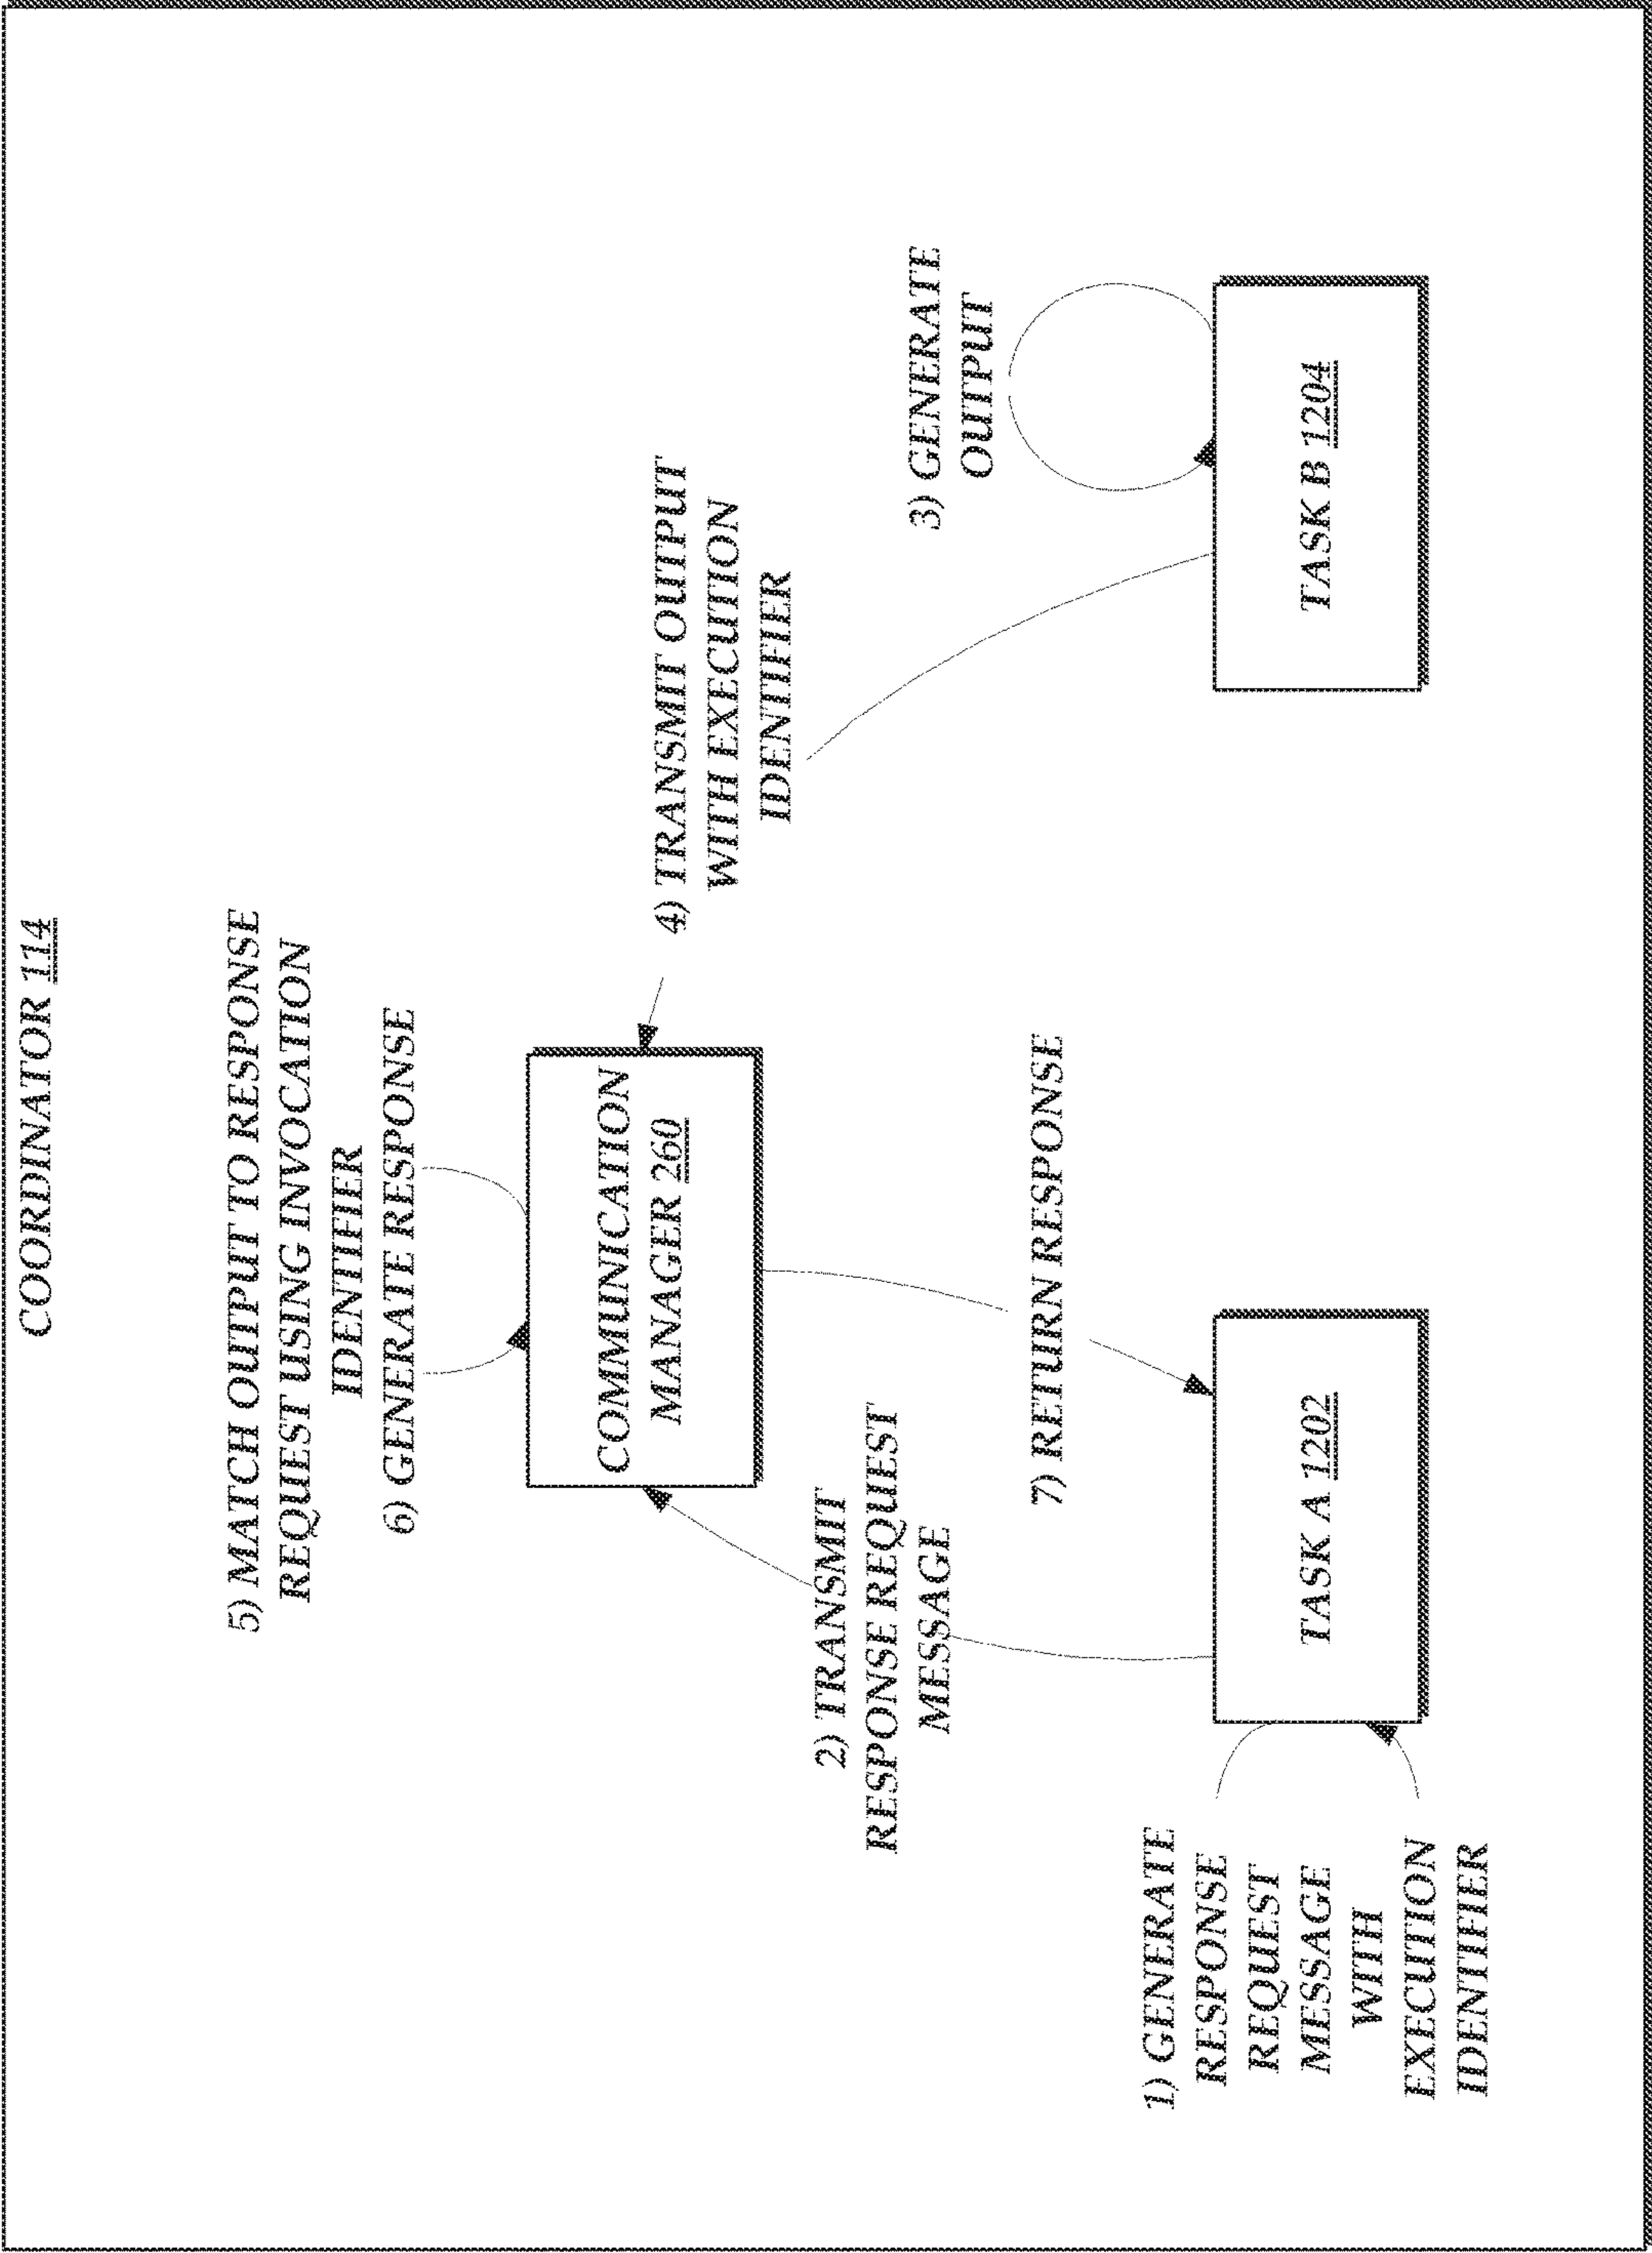 COORDINATOR 114
5) MATCH OUTPUT TO RESPONSE
REQUEST USING INVOCATION
IDENTIFIER
6) GENERATE RESPONSE
COMMUNICATION
MANAGER 260
4) TRANSMIT OUTPUT
WITH EXECUTION
IDENTIFIER
2) TRANSMIT
RESPONSE REQUEST
MESSAGE
3) GENERATE
OUTPUT
7) RETURN RESPONSE
1) GENERATE
RESPONSE
REQUEST
MESSAGE
WITH
EXECUTION
IDENTIFIER
TASK A 1202
TASK B 1204